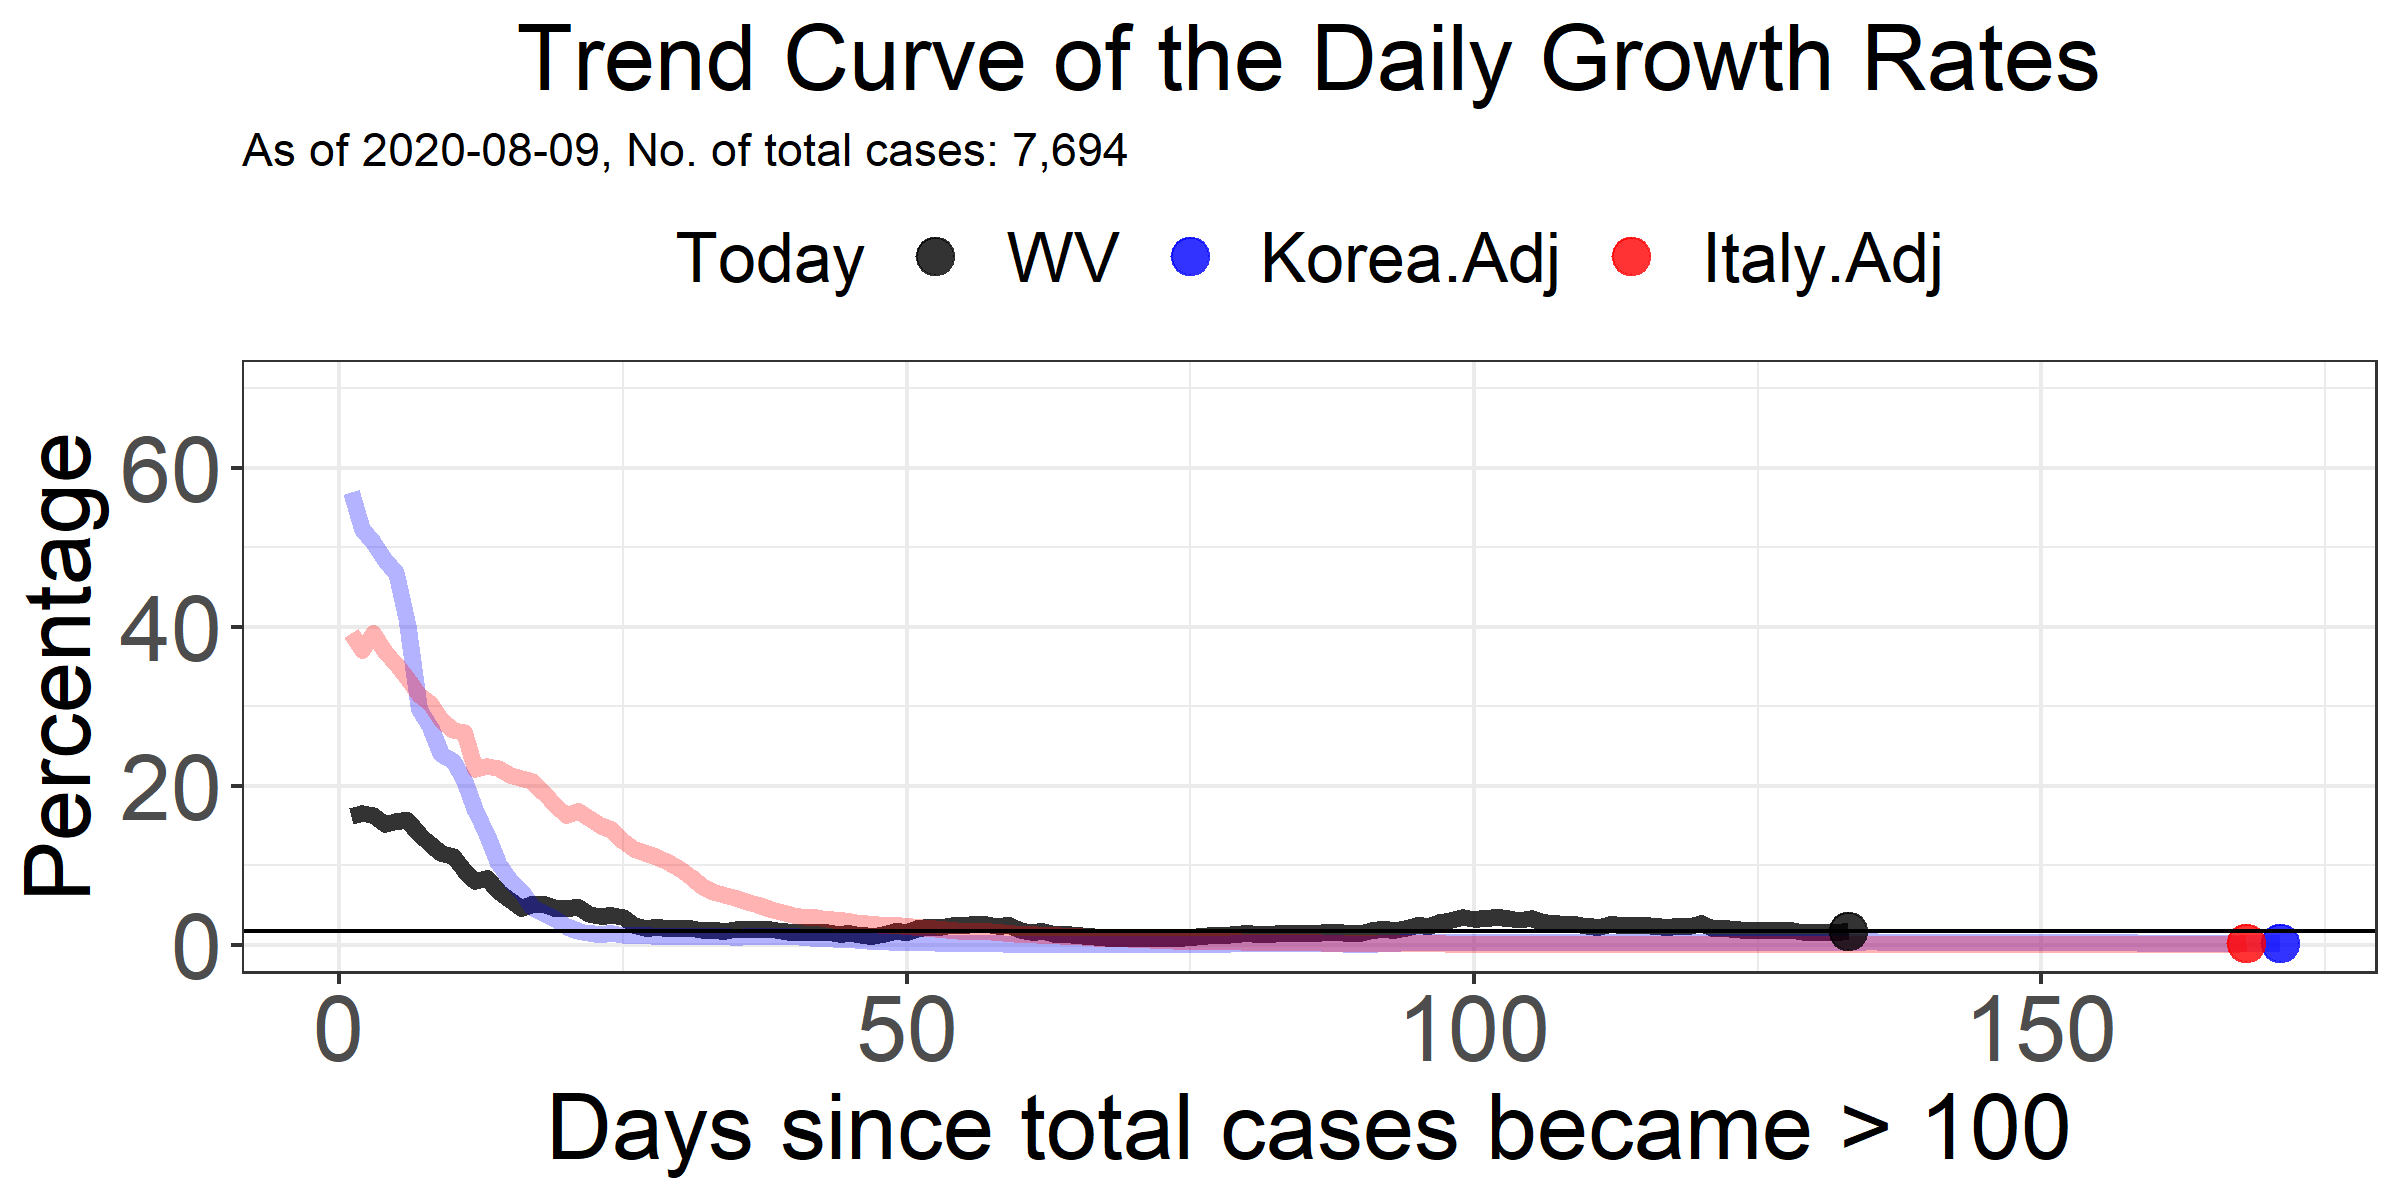 Trend Curve of the Daily Growth Rates
As of 2020-08-09, No. of total cases: 7,694
Today WV Korea.Adj Italy.Adj
Percentage
60
40
20
0
0 50 100 150
Days since total cases became > 100